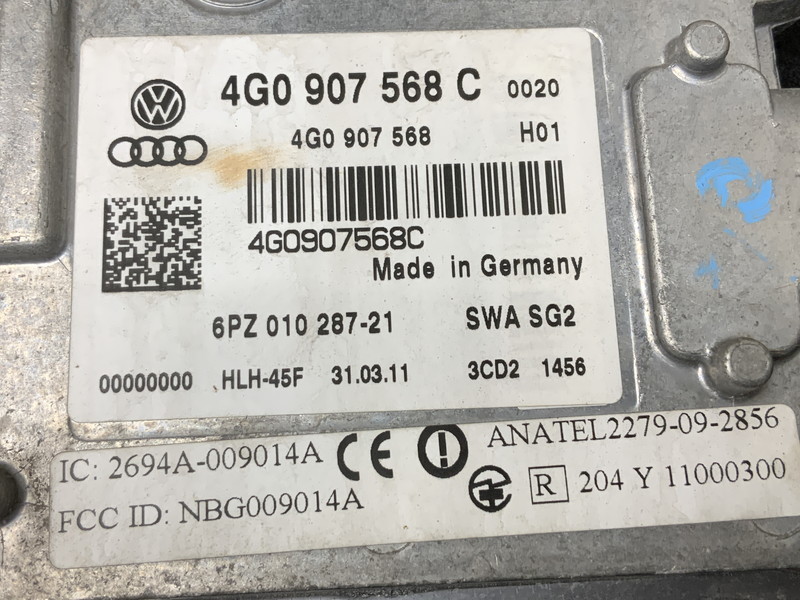 4G0 907 568 C 0020
4G0 907 568 H01
4G0907568C
Made in Germany
6PZ 010 287-21 SWA SG2
00000000 HLH-45F 31.03.11 3CD2 1456
IC: 2694A-009014A CE ANATEL2279-09-2856
FCC ID: NBG009014A R 204 Y 11000300